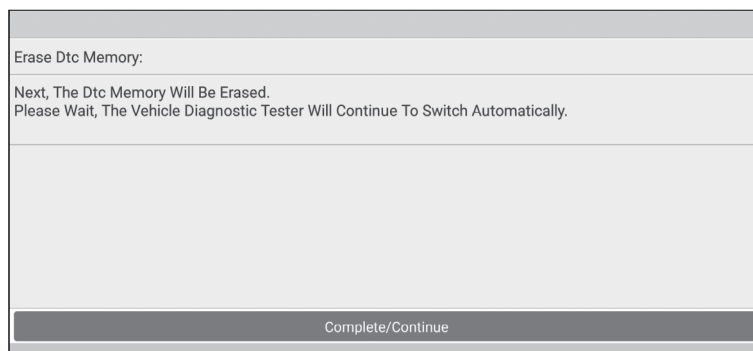 Erase Dtc Memory:
Next, The Dtc Memory Will Be Erased.
Please Wait, The Vehicle Diagnostic Tester Will Continue To Switch Automatically.
Complete/Continue